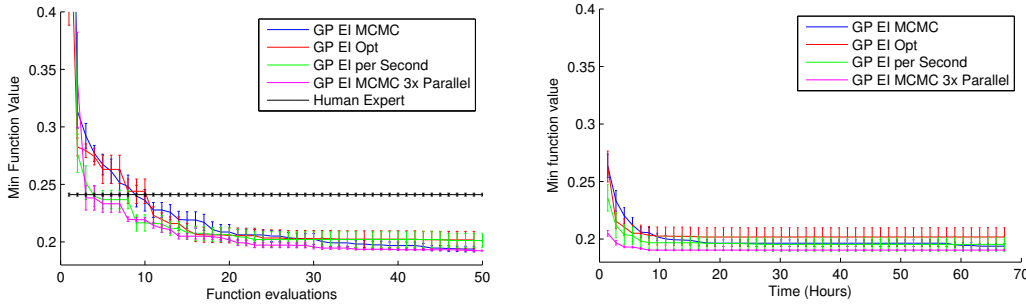 GP EI MCMC
GP EI Opt
GP EI per Second
GP EI MCMC 3x Parallel
Human Expert
0.4
0.35
0.3
0.25
0.2
0
10
20
30
40
50
Min Function Value
Function evaluations
GP EI MCMC
GP EI Opt
GP EI per Second
GP EI MCMC 3x Parallel
0.4
0.35
0.3
0.25
0.2
0
10
20
30
40
50
60
70
Min function value
Time (Hours)